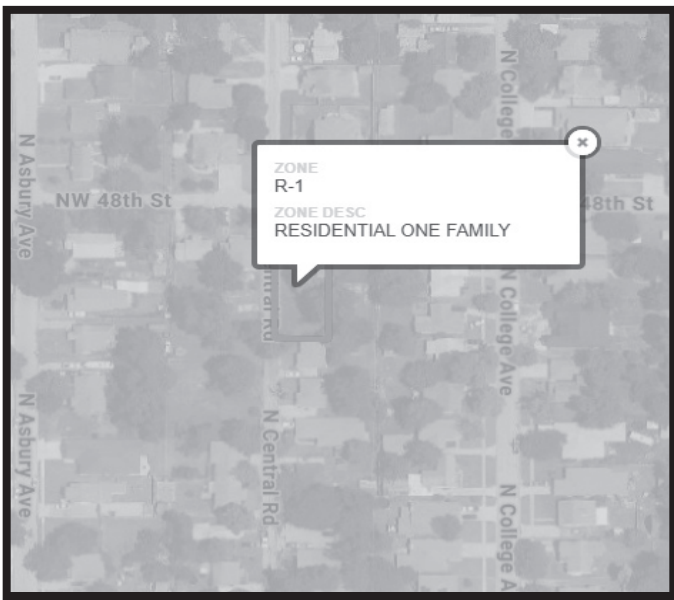 N College
ZONE
R-1
ZONE DESC
RESIDENTIAL ONE FAMILY
N Asbury Ave
NW 48th St
48th St
ntral Rd
N College Ave
N Asbury Ave
N Central Rd
N College A